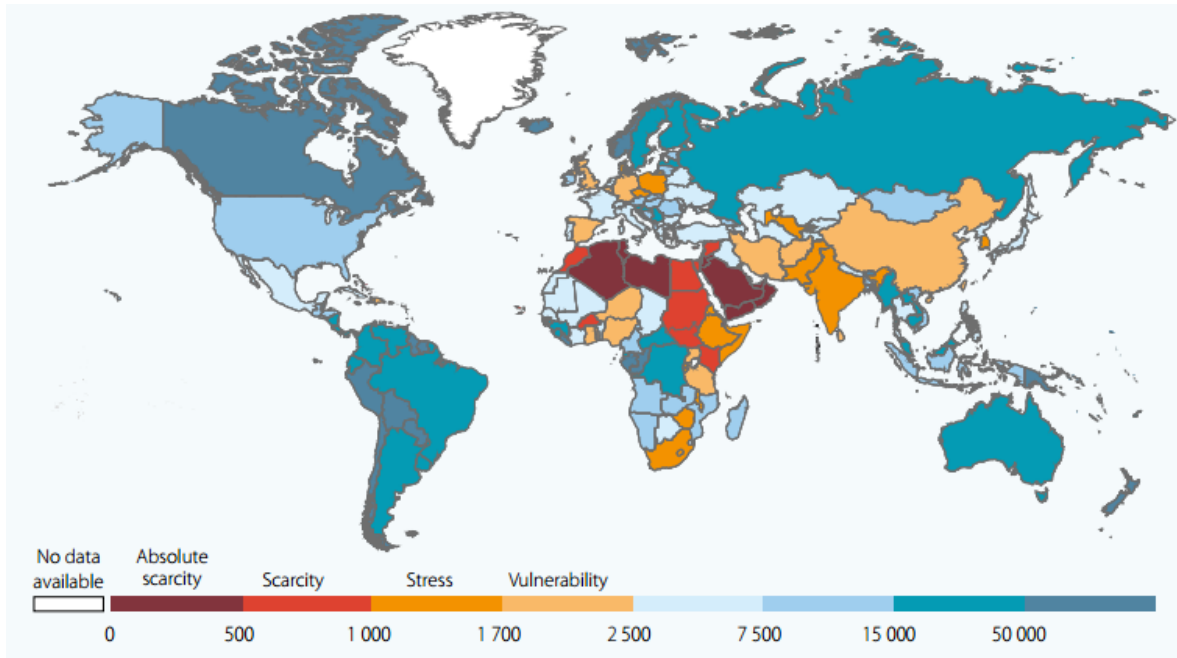 No data available
Absolute scarcity
Scarcity
Stress
Vulnerability
0 500 1 000 1 700 2 500 7 500 15 000 50 000